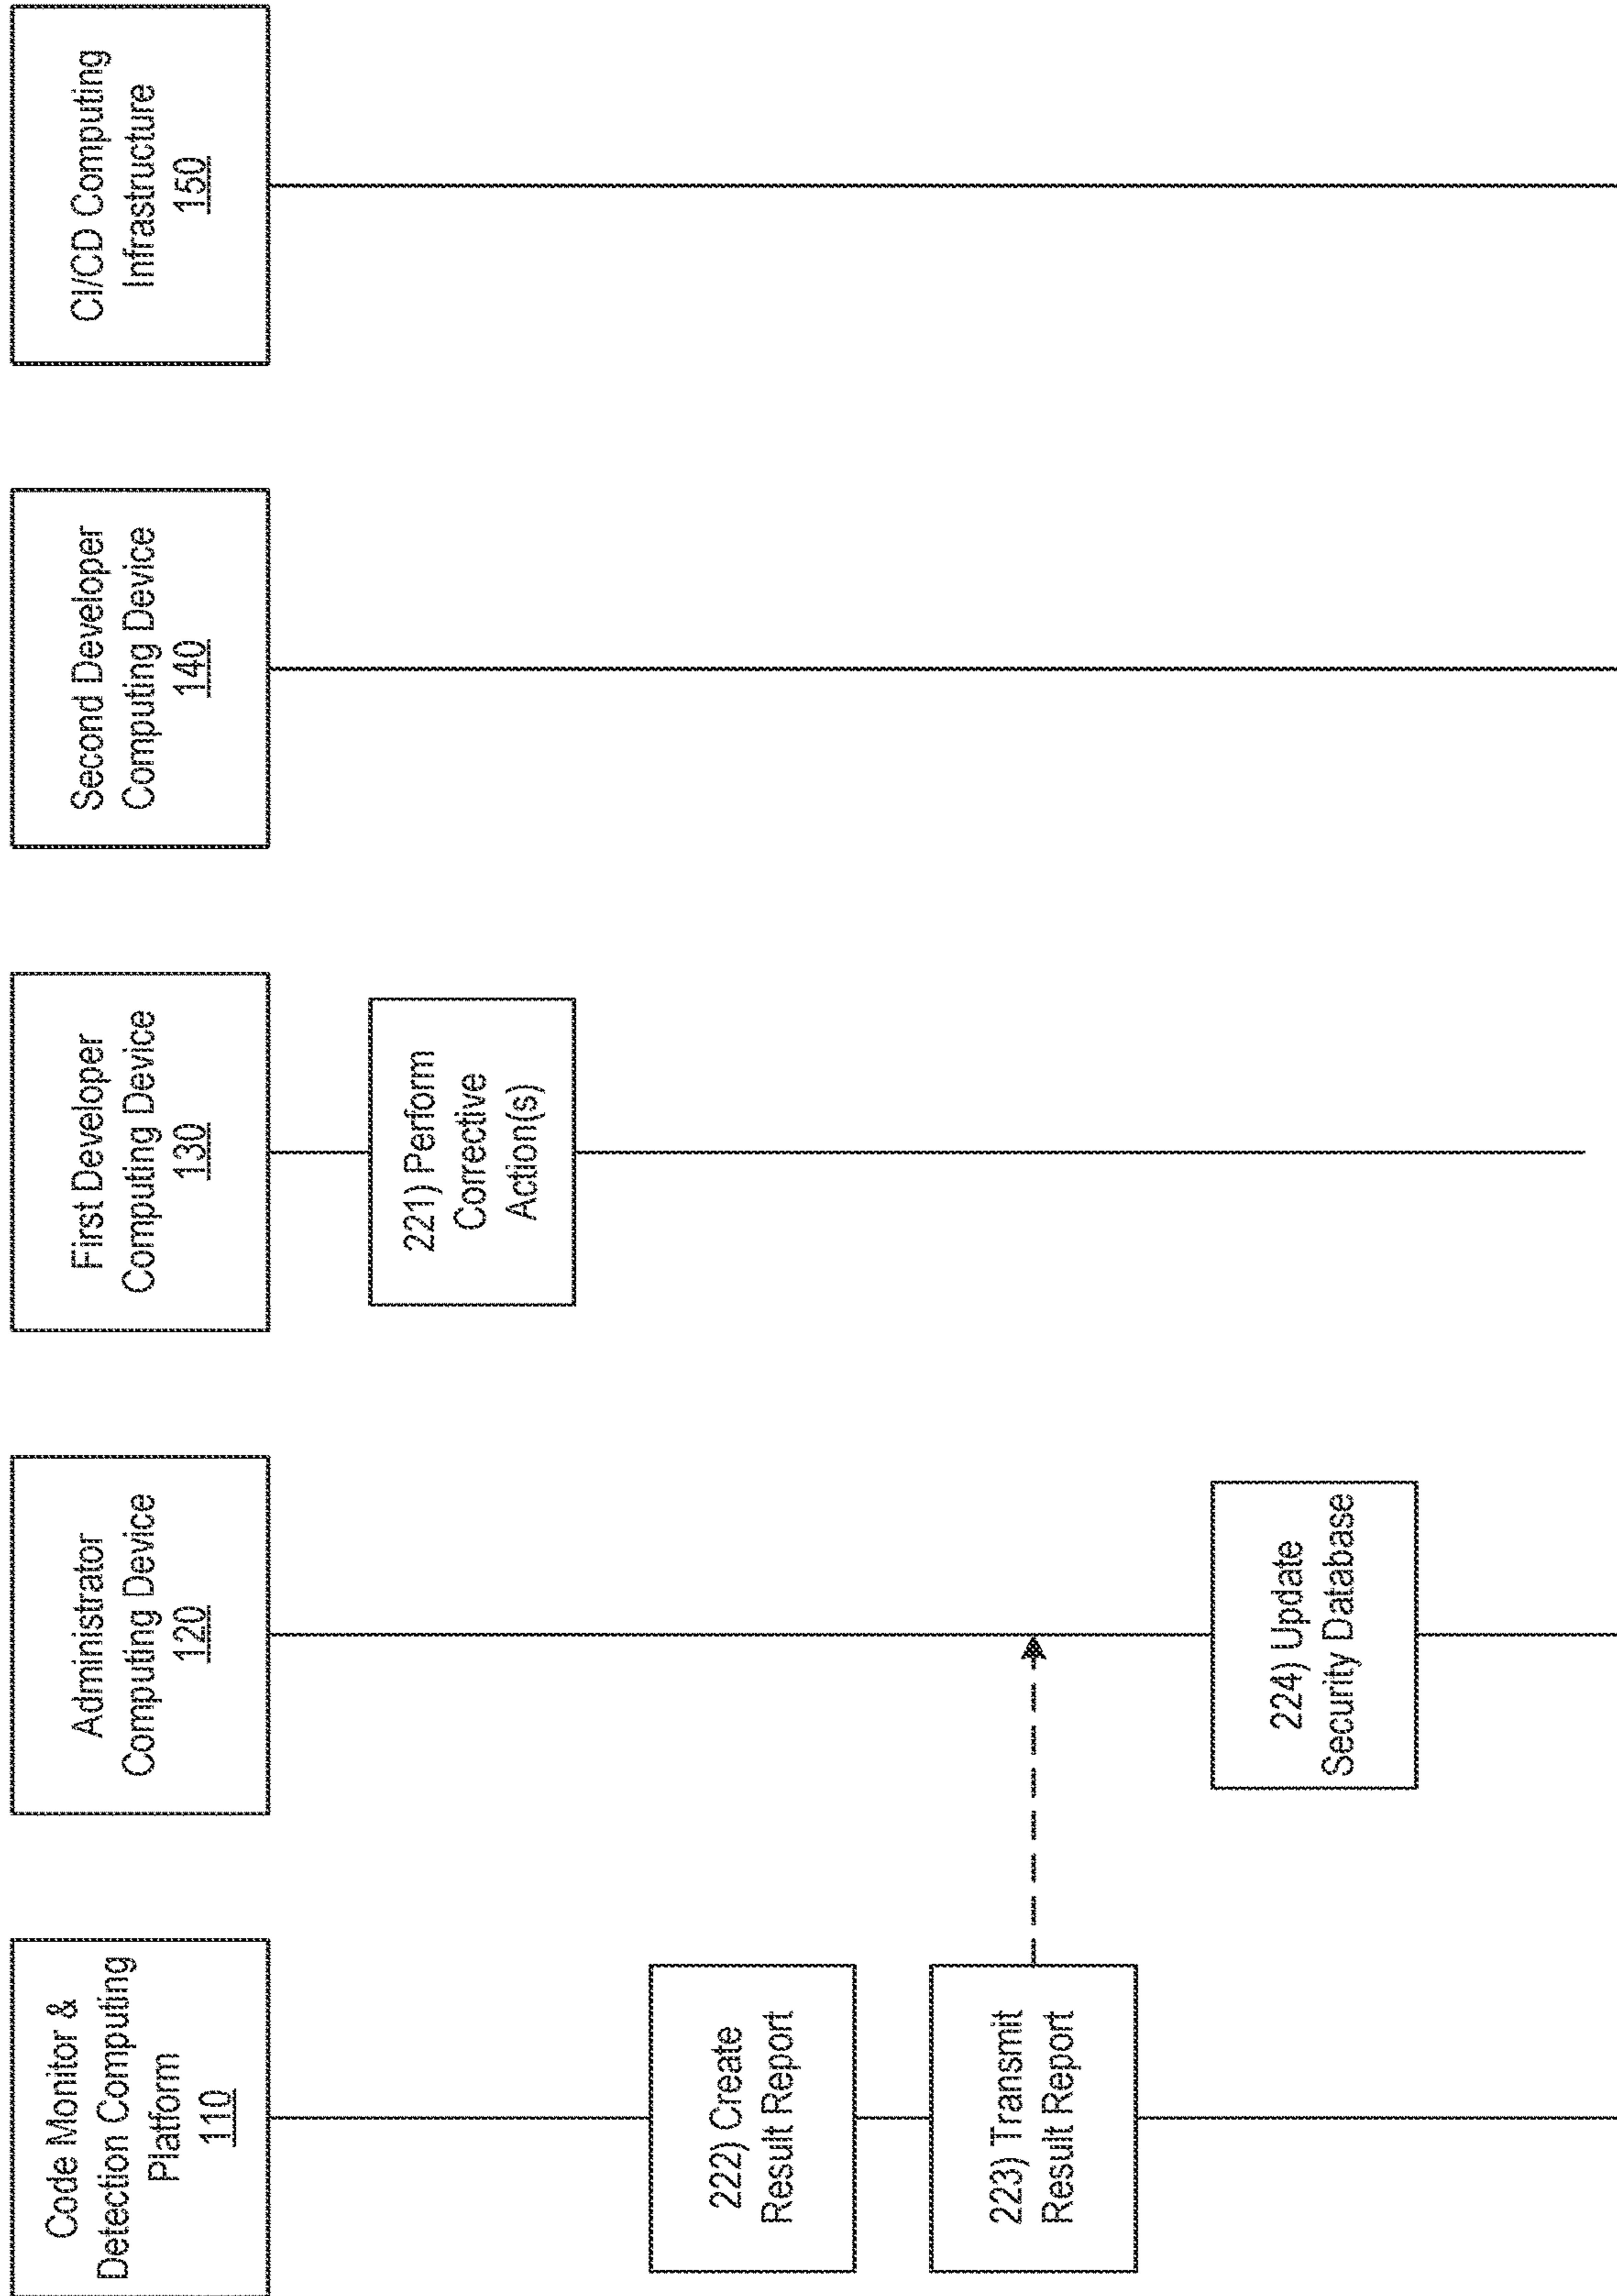 Code Monitor &
Detection Computing
Platform
110
Administrator
Computing Device
120
First Developer
Computing Device
130
Second Developer
Computing Device
140
CI/CD Computing
Infrastructure
150
221) Perform
Corrective
Action(s)
222) Create
Result Report
223) Transmit
Result Report
224) Update
Security Database